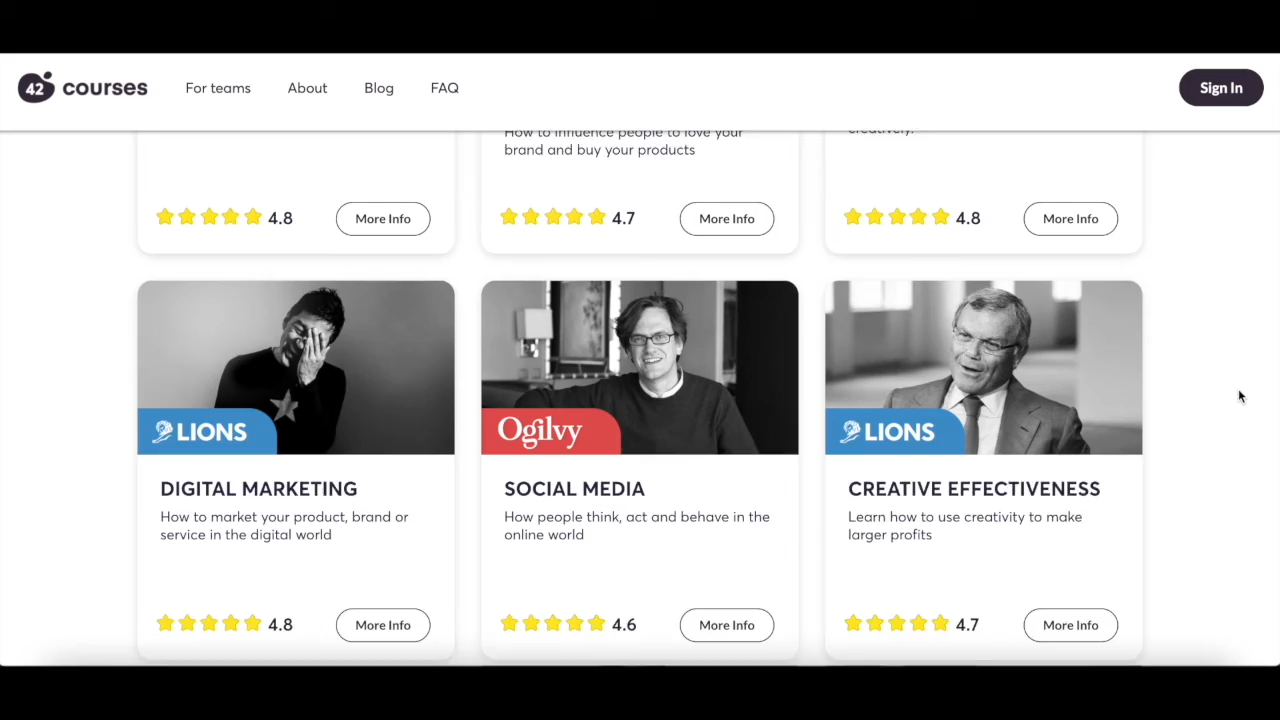 42 courses
For teams
About
Blog
FAQ
Sign In
How to influence people to love your
brand and buy your products
creatively.
4.8
More Info
4.7
More Info
4.8
More Info
LIONS
Ogilvy
LIONS
DIGITAL MARKETING
How to market your product, brand or
service in the digital world
4.8
More Info
SOCIAL MEDIA
How people think, act and behave in the
online world
4.6
More Info
CREATIVE EFFECTIVENESS
Learn how to use creativity to make
larger profits
4.7
More Info